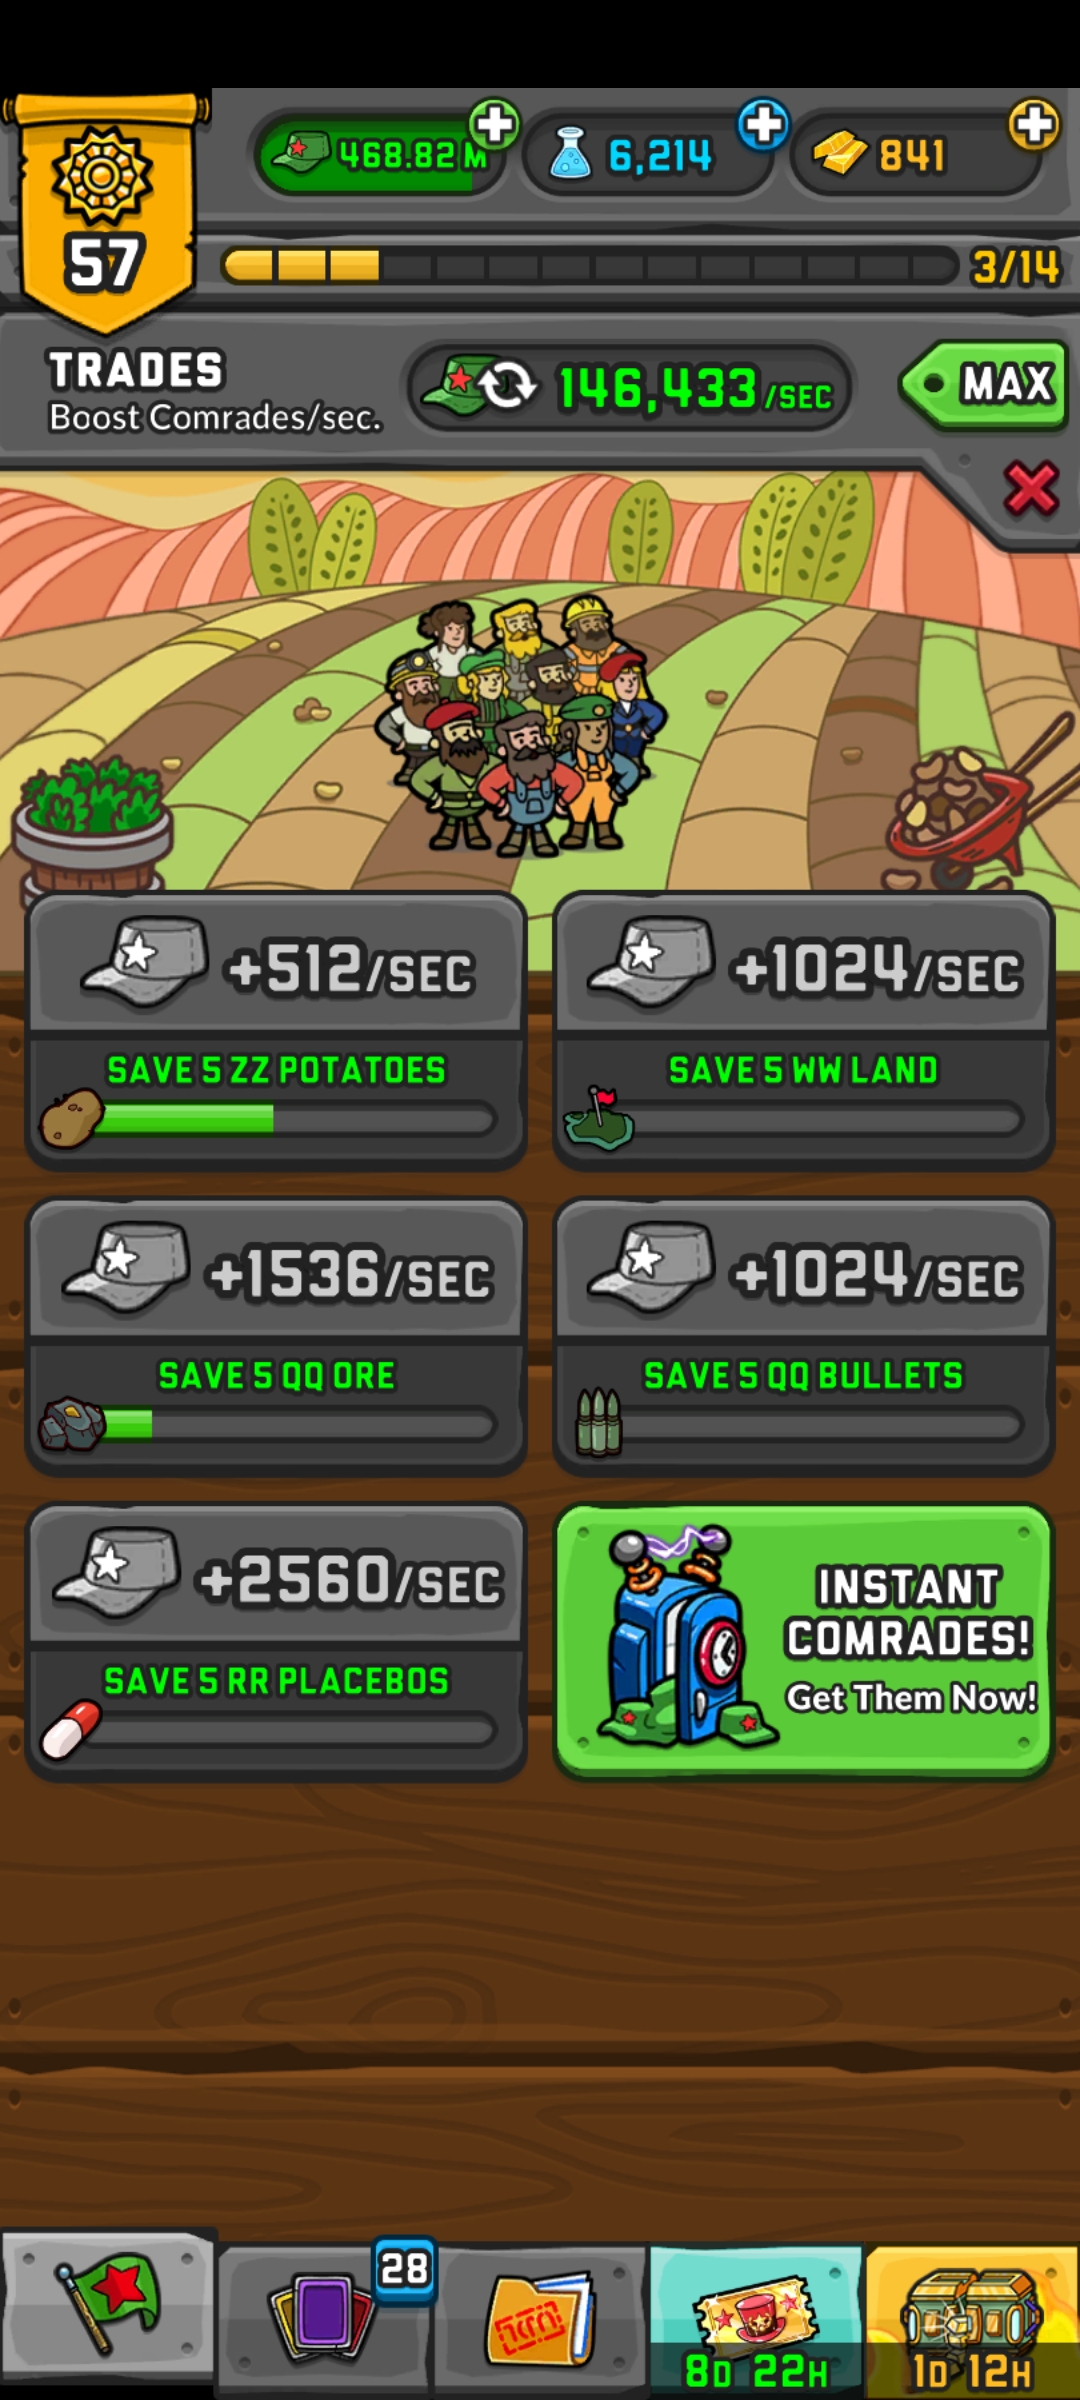 468.82 M
6,214
841
57
3/14
TRADES
Boost Comrades/sec.
146,433/SEC
MAX
+512/SEC
SAVE 5 ZZ POTATOES
+1024/SEC
SAVE 5 WW LAND
+1536/SEC
SAVE 5 QQ ORE
+1024/SEC
SAVE 5 QQ BULLETS
+2560/SEC
SAVE 5 RR PLACEBOS
INSTANT
COMRADES!
Get Them Now!
28
8D 22H
1D 12H